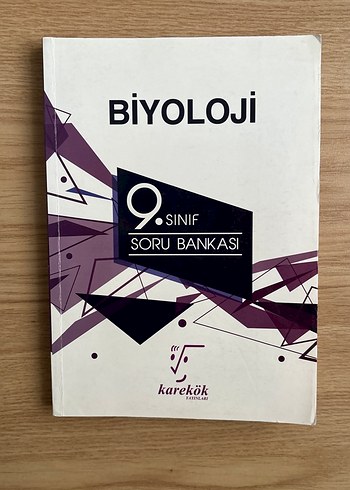 BİYOLOJİ
9. SINIF
SORU BANKASI
karekök
YAYINLARI